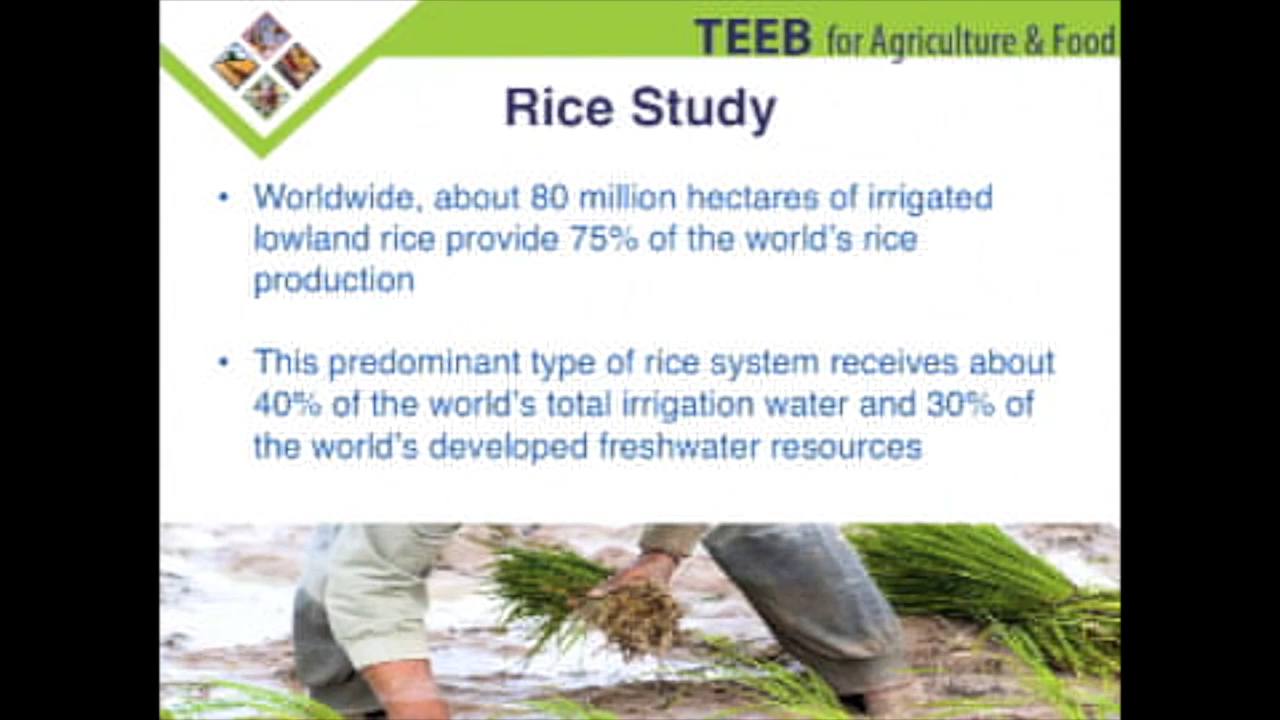 TEEB for Agriculture & Food
Rice Study
• Worldwide, about 80 million hectares of irrigated
lowland rice provide 75% of the world's rice
production
• This predominant type of rice system receives about
40% of the world's total irrigation water and 30% of
the world's developed freshwater resources